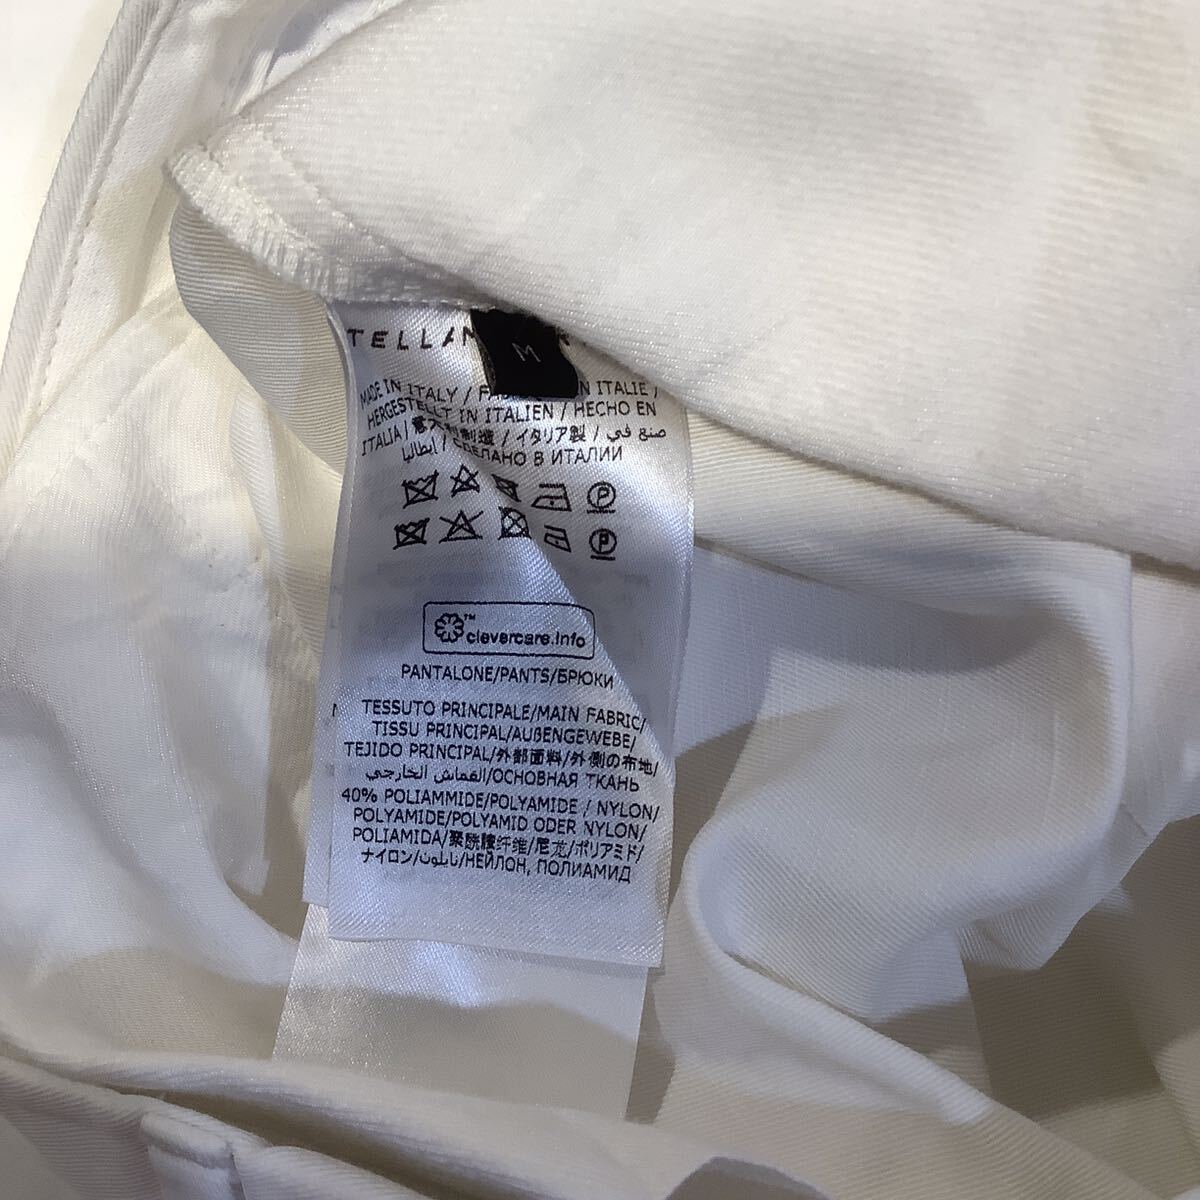 TELLA
M
MADE IN ITALY / IN ITALIE /
HERGESTELLT IN ITALIEN / HECHO EN
ITALIA / 意大利制造 / イタリア製 / صنع في
إيطاليا / СДЕЛАНО В ИТАЛИИ
P
P
™
clevercare.info
PANTALONE/PANTS/БРЮКИ
TESSUTO PRINCIPALE/MAIN FABRIC/
TISSU PRINCIPAL/AUßENGEWEBE/
TEJIDO PRINCIPAL/外部面料/外側の布地/
القماش الخارجي/ОСНОВНАЯ ТКАНЬ
40% POLIAMMIDE/POLYAMIDE / NYLON/
POLYAMIDE/POLYAMID ODER NYLON/
POLIAMIDA/聚酰胺纤维/尼龙/ポリアミド/
ナイロン/نايلون/НЕЙЛОН, ПОЛИАМИД